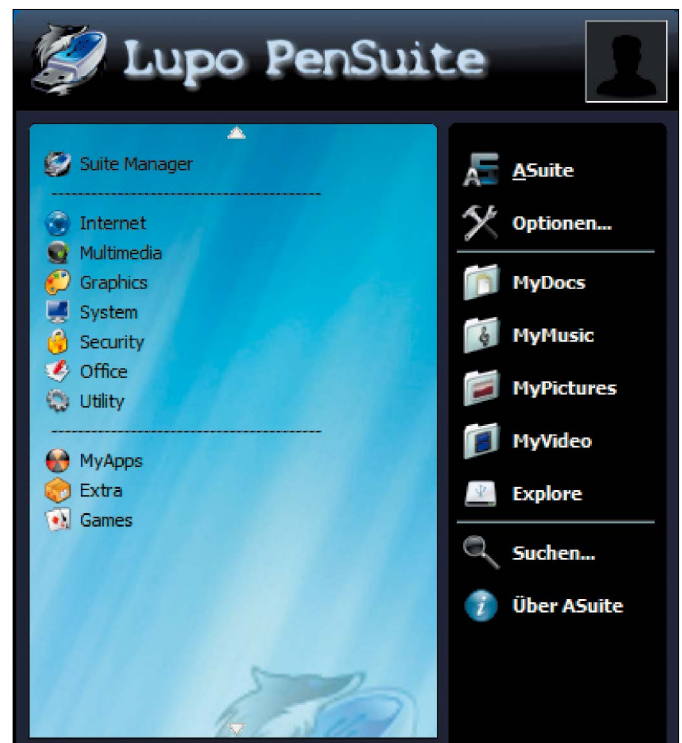 Lupo PenSuite
Suite Manager
Internet
Multimedia
Graphics
System
Security
Office
Utility
MyApps
Extra
Games
ASuite
Optionen...
MyDocs
MyMusic
MyPictures
MyVideo
Explore
Suchen...
Über ASuite